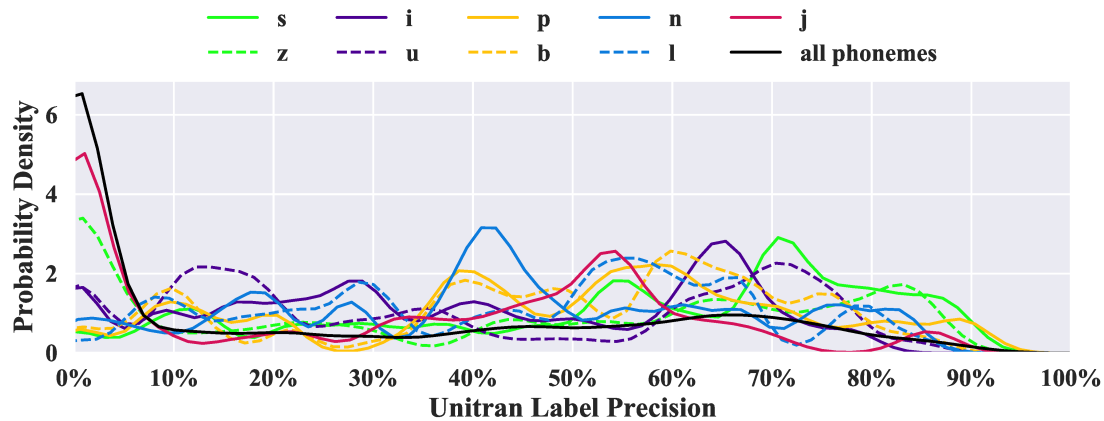 s i p n j
z u b l all phonemes
Probability Density
6
4
2
0
0% 10% 20% 30% 40% 50% 60% 70% 80% 90% 100%
Unitran Label Precision